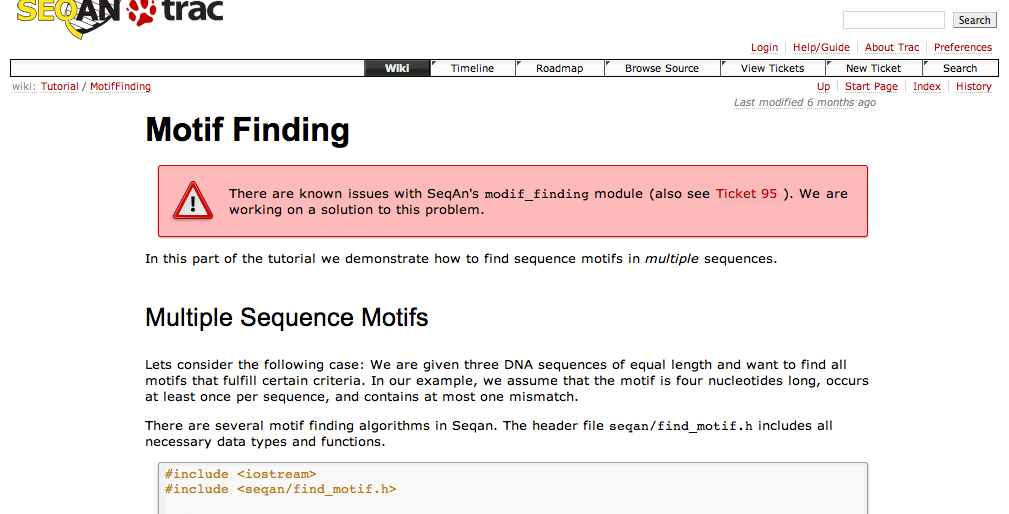 SEQAN trac
Search
Login Help/Guide About Trac Preferences
Wiki Timeline Roadmap Browse Source View Tickets New Ticket Search
wiki: Tutorial / MotifFinding Up Start Page Index History
Last modified 6 months ago
Motif Finding
There are known issues with SeqAn's modif_finding module (also see Ticket 95 ). We are
working on a solution to this problem.
In this part of the tutorial we demonstrate how to find sequence motifs in multiple sequences.
Multiple Sequence Motifs
Lets consider the following case: We are given three DNA sequences of equal length and want to find all
motifs that fulfill certain criteria. In our example, we assume that the motif is four nucleotides long, occurs
at least once per sequence, and contains at most one mismatch.
There are several motif finding algorithms in Seqan. The header file seqan/find_motif.h includes all
necessary data types and functions.
#include <iostream>
#include <seqan/find_motif.h>